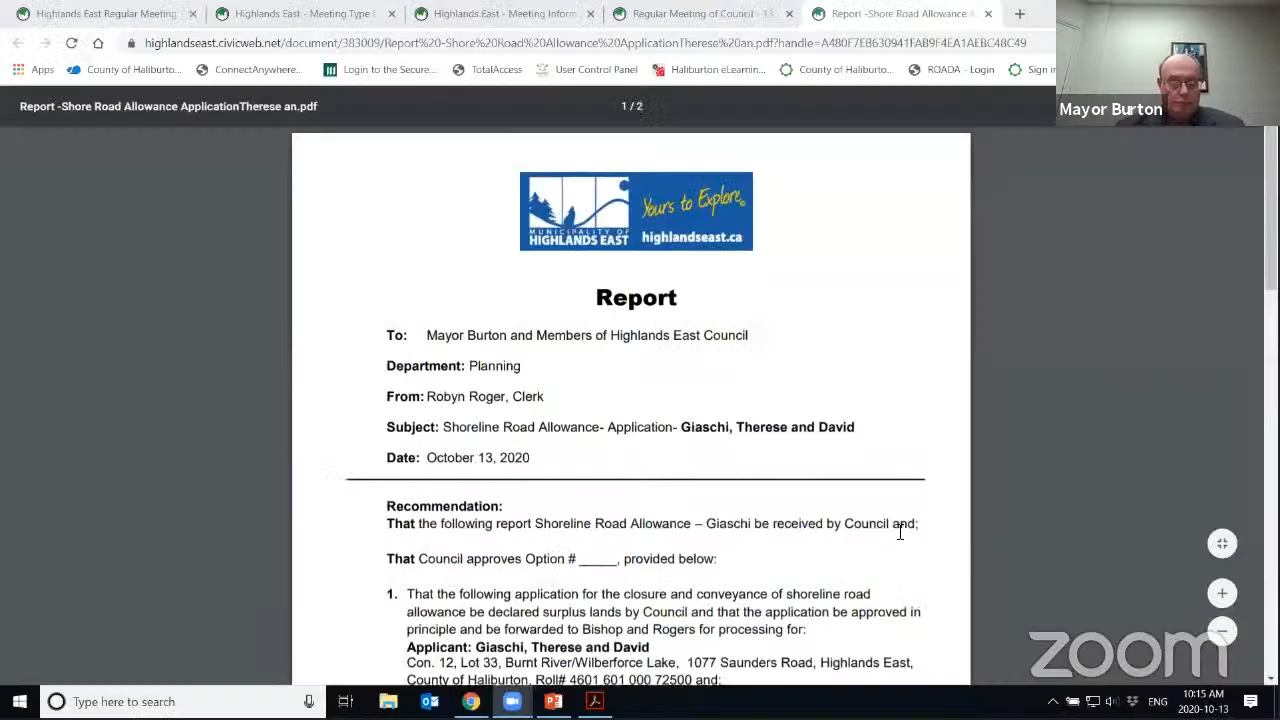 Highlands East Regular Me
Highlands East - Meeting Type
Highlands East - Meeting Inform
Regular Meeting of Council - 13
Report -Shore Road Allowance A
highlandseast.civicweb.net/document/383009/Report%20-Shore%20Road%20Allowance%20ApplicationTherese%20an.pdf?handle=A480F7E8630941FAB9F4EA1AEBC48C49
Apps
County of Haliburto...
ConnectAnywhere...
Login to the Secure...
TotalAccess
User Control Panel
Haliburton eLearnin...
County of Haliburto...
ROADA - Login
Sign in
Mayor Burton
Report -Shore Road Allowance ApplicationTherese an.pdf
1 / 2
MUNICIPALITY OF
HIGHLANDS EAST
Yours to Explore
highlandseast.ca
Report
To: Mayor Burton and Members of Highlands East Council
Department: Planning
From: Robyn Roger, Clerk
Subject: Shoreline Road Allowance- Application- Giaschi, Therese and David
Date: October 13, 2020
Recommendation:
That the following report Shoreline Road Allowance – Giaschi be received by Council and;
That Council approves Option # _____, provided below:
1. That the following application for the closure and conveyance of shoreline road
allowance be declared surplus lands by Council and that the application be approved in
principle and be forwarded to Bishop and Rogers for processing for:
Applicant: Giaschi, Therese and David
Con. 12, Lot 33, Burnt River/Wilberforce Lake, 1077 Saunders Road, Highlands East,
County of Haliburton, Roll# 4601 601 000 72500 and;
zoom
Type here to search
ENG
10:15 AM
2020-10-13